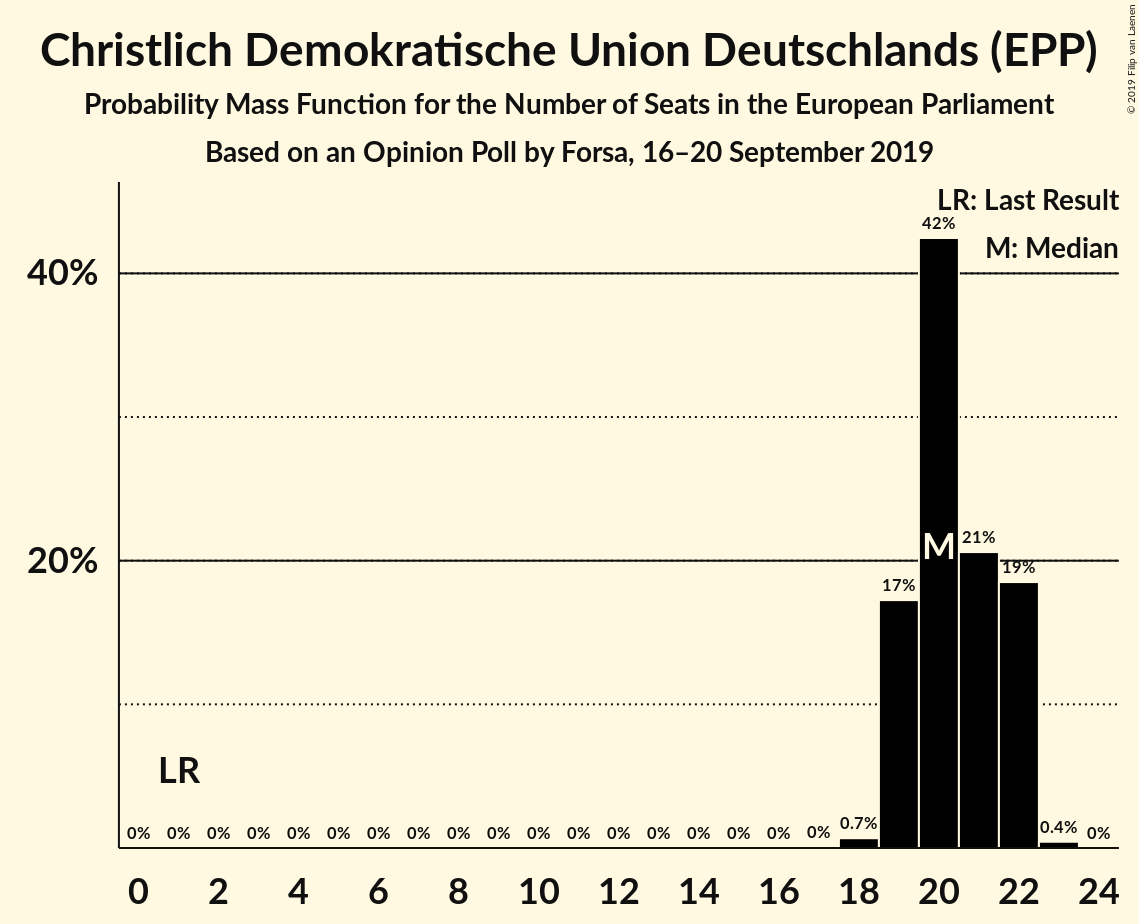 Christlich Demokratische Union Deutschlands (EPP)
Probability Mass Function for the Number of Seats in the European Parliament
Based on an Opinion Poll by Forsa, 16–20 September 2019
© 2019 Filip van Laenen
LR: Last Result
M: Median
42%
40%
M
21%
20%
19%
17%
LR
0% 0% 0% 0% 0% 0% 0% 0% 0% 0% 0% 0% 0% 0% 0% 0% 0% 0% 0.7% 0.4% 0%
0 2 4 6 8 10 12 14 16 18 20 22 24